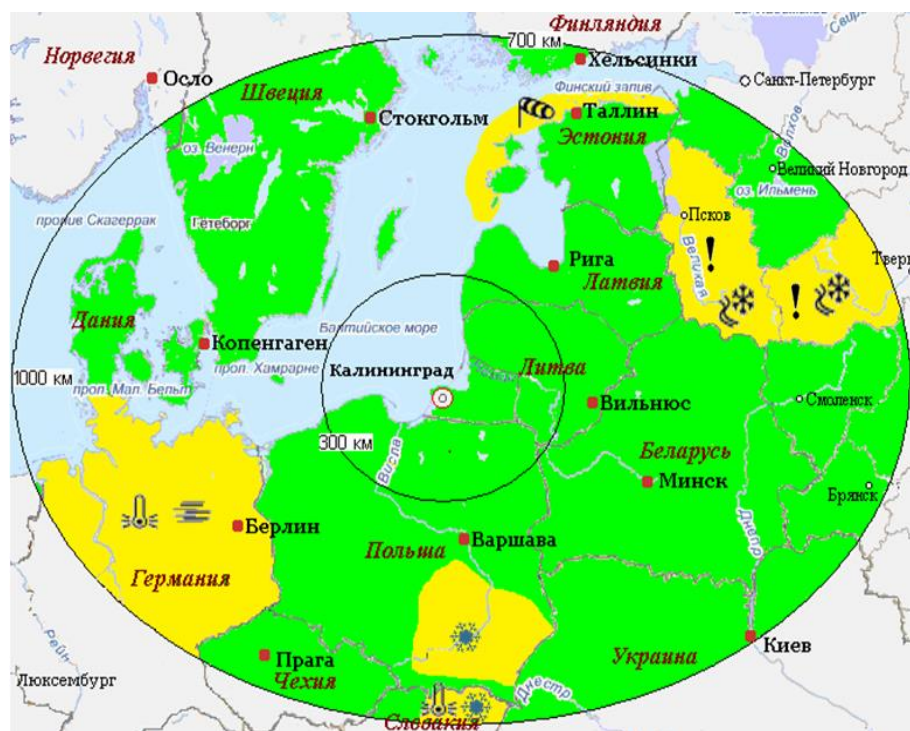 Финляндия
700 км
Норвегия
Хельсинки
Осло
Санкт-Петербург
Швеция
Финский залив
Стокгольм
Таллин
Эстония
Волхов
оз. Венерн
Великий Новгород
оз. Ильмень
Псков
пролив Скагеррак
Гётеборг
!
Великая
Рига
Твер
Латвия
!
Дания
Балтийское море
Копенгаген
1000 км
прол. Мал. Бельт
прол. Хамрарне
Калининград
Литва
Вильнюс
Смоленск
300 км
Висла
Беларусь
Минск
Брянск
Берлин
Днепр
Польша
Варшава
Германия
Рейн
Прага
Чехия
Украина
Киев
Люксембург
Днестр
Словакия